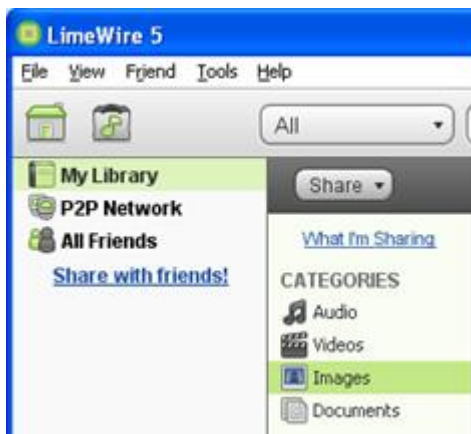 LimeWire 5
File View Friend Tools Help
All
My Library
P2P Network
All Friends
Share with friends!
Share
What I'm Sharing
CATEGORIES
Audio
Videos
Images
Documents